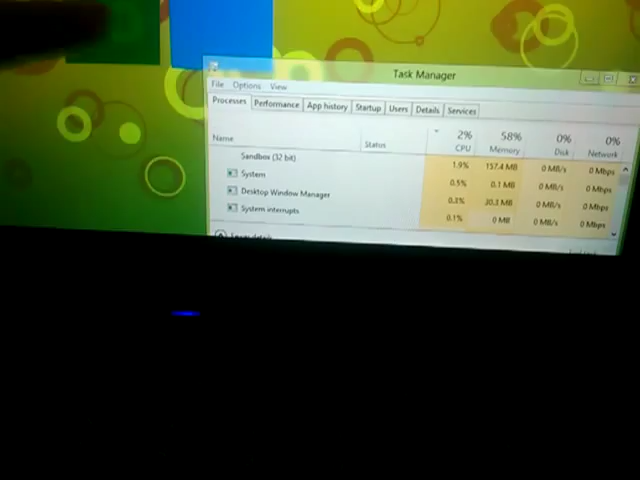 Task Manager
File Options View
Processes Performance App history Startup Users Details Services
2% 58% 0% 0%
Name Status CPU Memory Disk Network
Sandbox (32 bit) 1.9% 157.4 MB 0 MB/s 0 Mbps
System 0.5% 0.1 MB 0 MB/s 0 Mbps
Desktop Window Manager 0.3% 30.3 MB 0 MB/s 0 Mbps
System interrupts 0.1% 0 MB 0 MB/s 0 Mbps